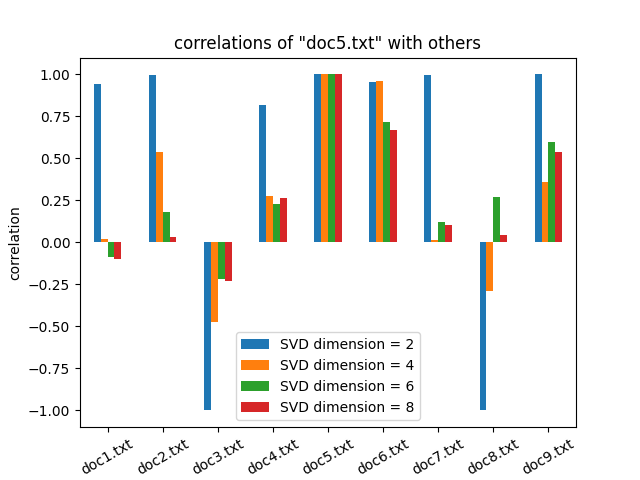 correlations of "doc5.txt" with others
correlation
1.00
0.75
0.50
0.25
0.00
−0.25
−0.50
−0.75
−1.00
SVD dimension = 2
SVD dimension = 4
SVD dimension = 6
SVD dimension = 8
doc1.txt
doc2.txt
doc3.txt
doc4.txt
doc5.txt
doc6.txt
doc7.txt
doc8.txt
doc9.txt